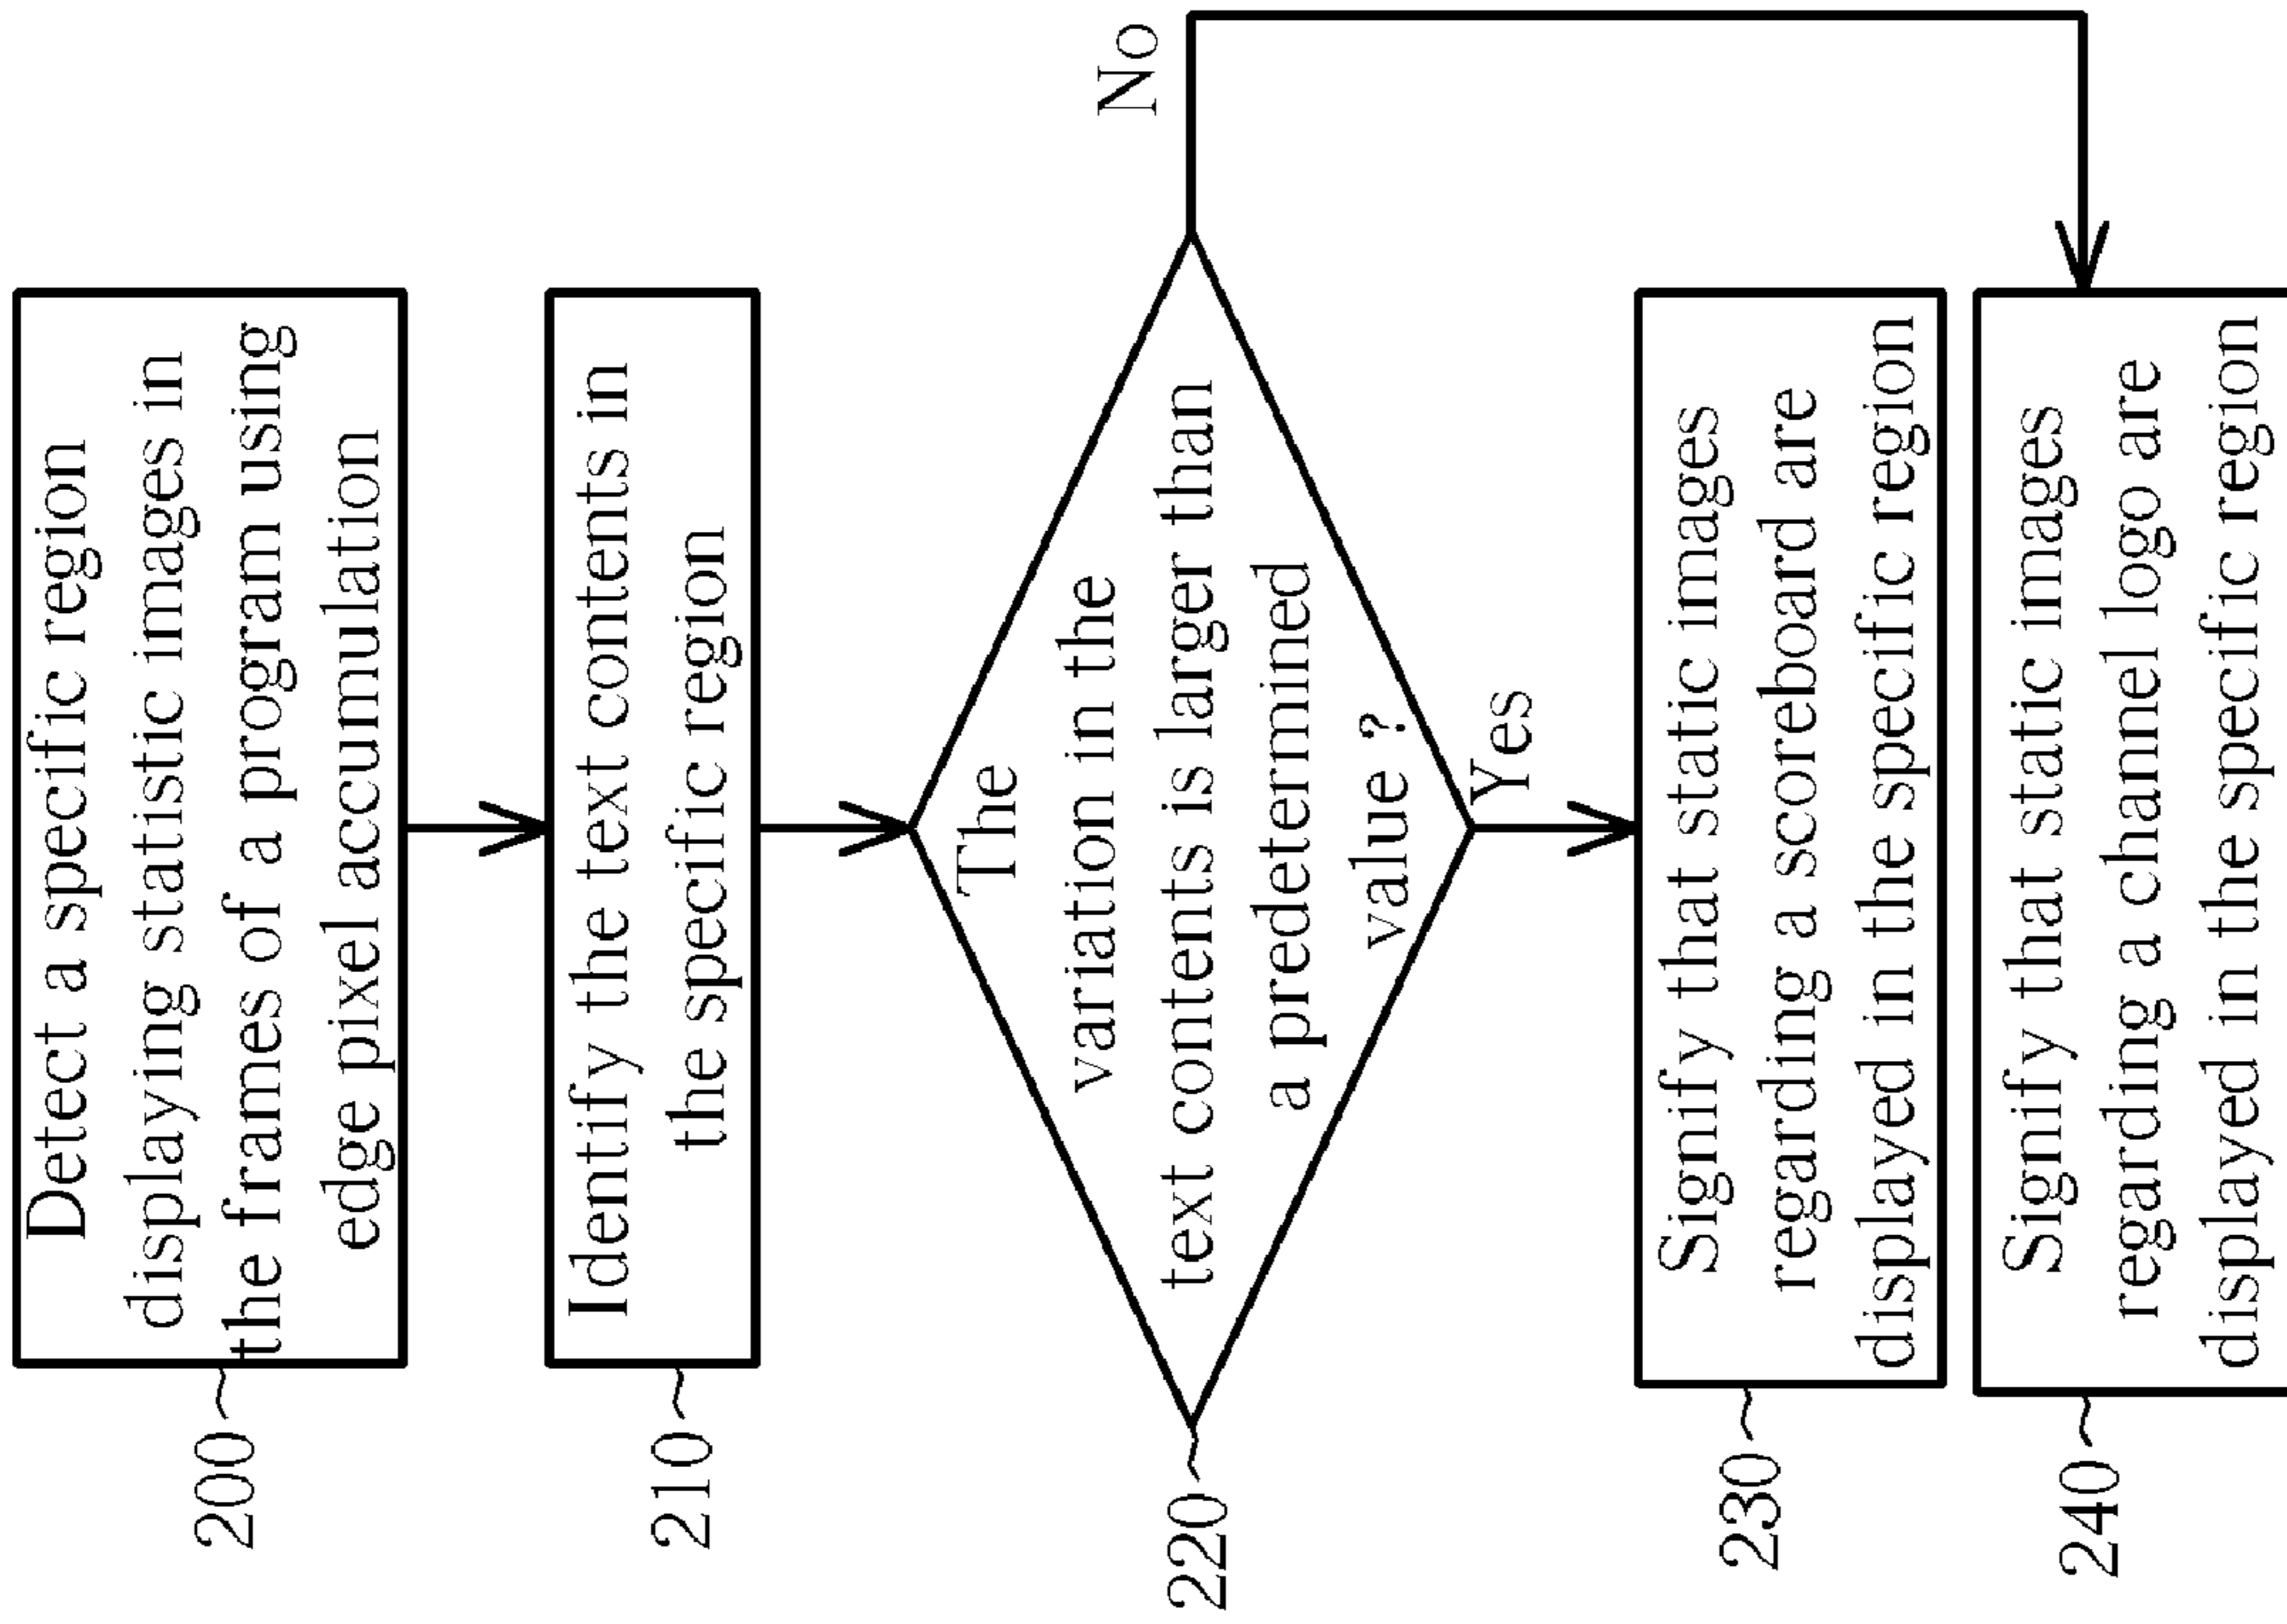 200
Detect a specific region
displaying statistic images in
the frames of a program using
edge pixel accumulation
210
Identify the text contents in
the specific region
220
The
variation in the
text contents is larger than
a predetermined
value ?
No
Yes
230
Signify that static images
regarding a scoreboard are
displayed in the specific region
240
Signify that static images
regarding a channel logo are
displayed in the specific region